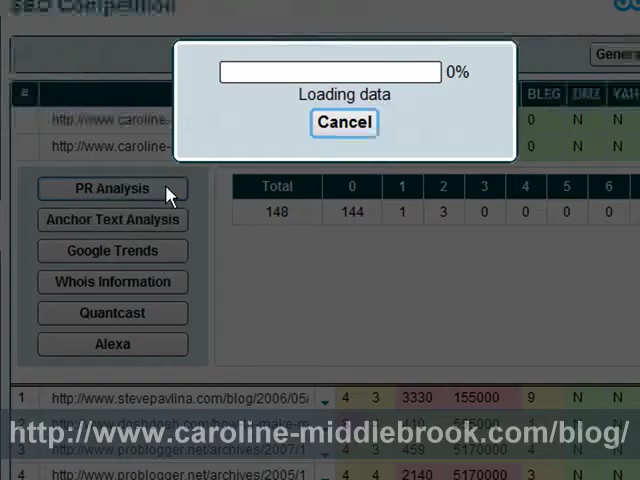 SEO Competition
0%
Loading data
Genera
Cancel
# BLEG DMZ YAH
http://www.caroline- 0 N N
http://www.caroline- 0 N N
PR Analysis
Total 0 1 2 3 4 5 6
Anchor Text Analysis
148 144 1 3 0 0 0 0
Google Trends
Whois Information
Quantcast
Alexa
1 http://www.stevepavlina.com/blog/2006/05/ 4 3 3330 155000 9 N N
http://www.caroline-middlebrook.com/blog/
3 http://www.problogger.net/archives/2007/1 4 3 459 5170000 N N
4 http://www.problogger.net/archives/2005/1 4 4 2140 5170000 3 N N